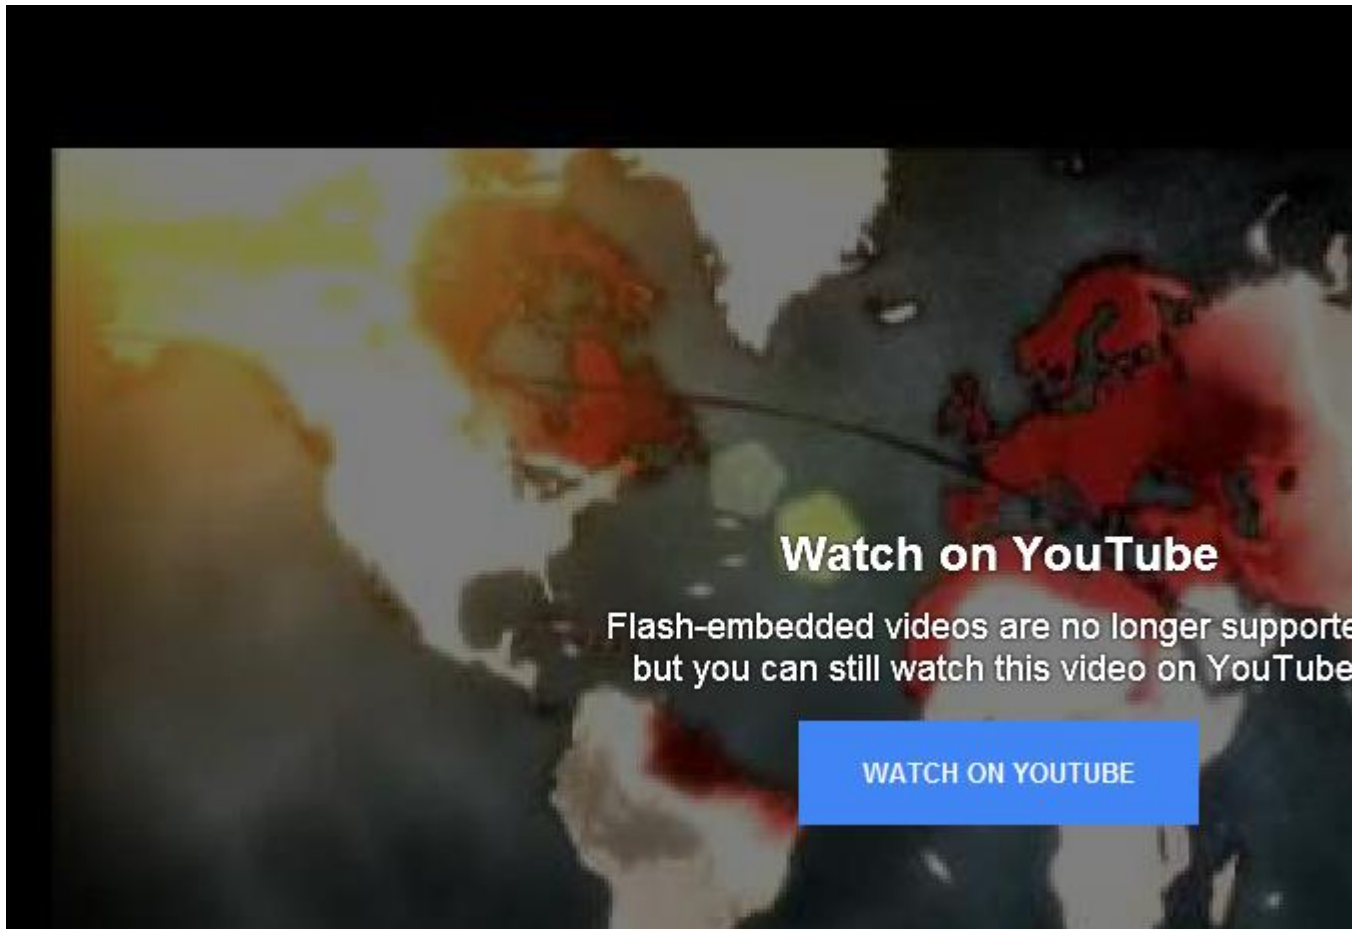 Watch on YouTube
Flash-embedded videos are no longer supporte
but you can still watch this video on YouTube
WATCH ON YOUTUBE